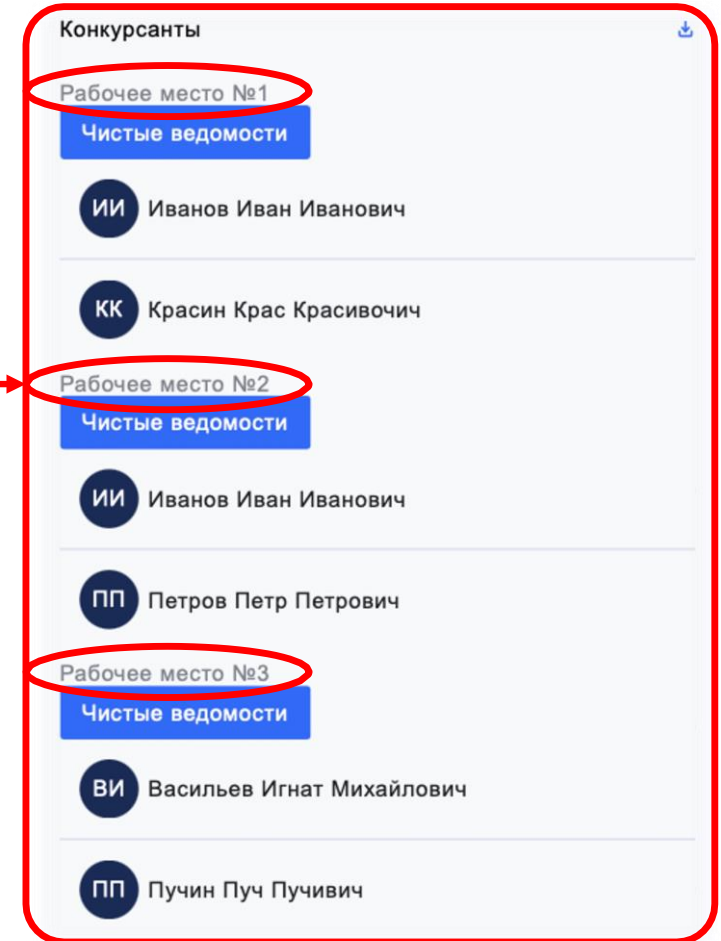 Конкурсанты
Рабочее место №1
Чистые ведомости
ИИ Иванов Иван Иванович
КК Красин Крас Красивочич
Рабочее место №2
Чистые ведомости
ИИ Иванов Иван Иванович
ПП Петров Петр Петрович
Рабочее место №3
Чистые ведомости
ВИ Васильев Игнат Михайлович
ПП Пучин Пуч Пучивич